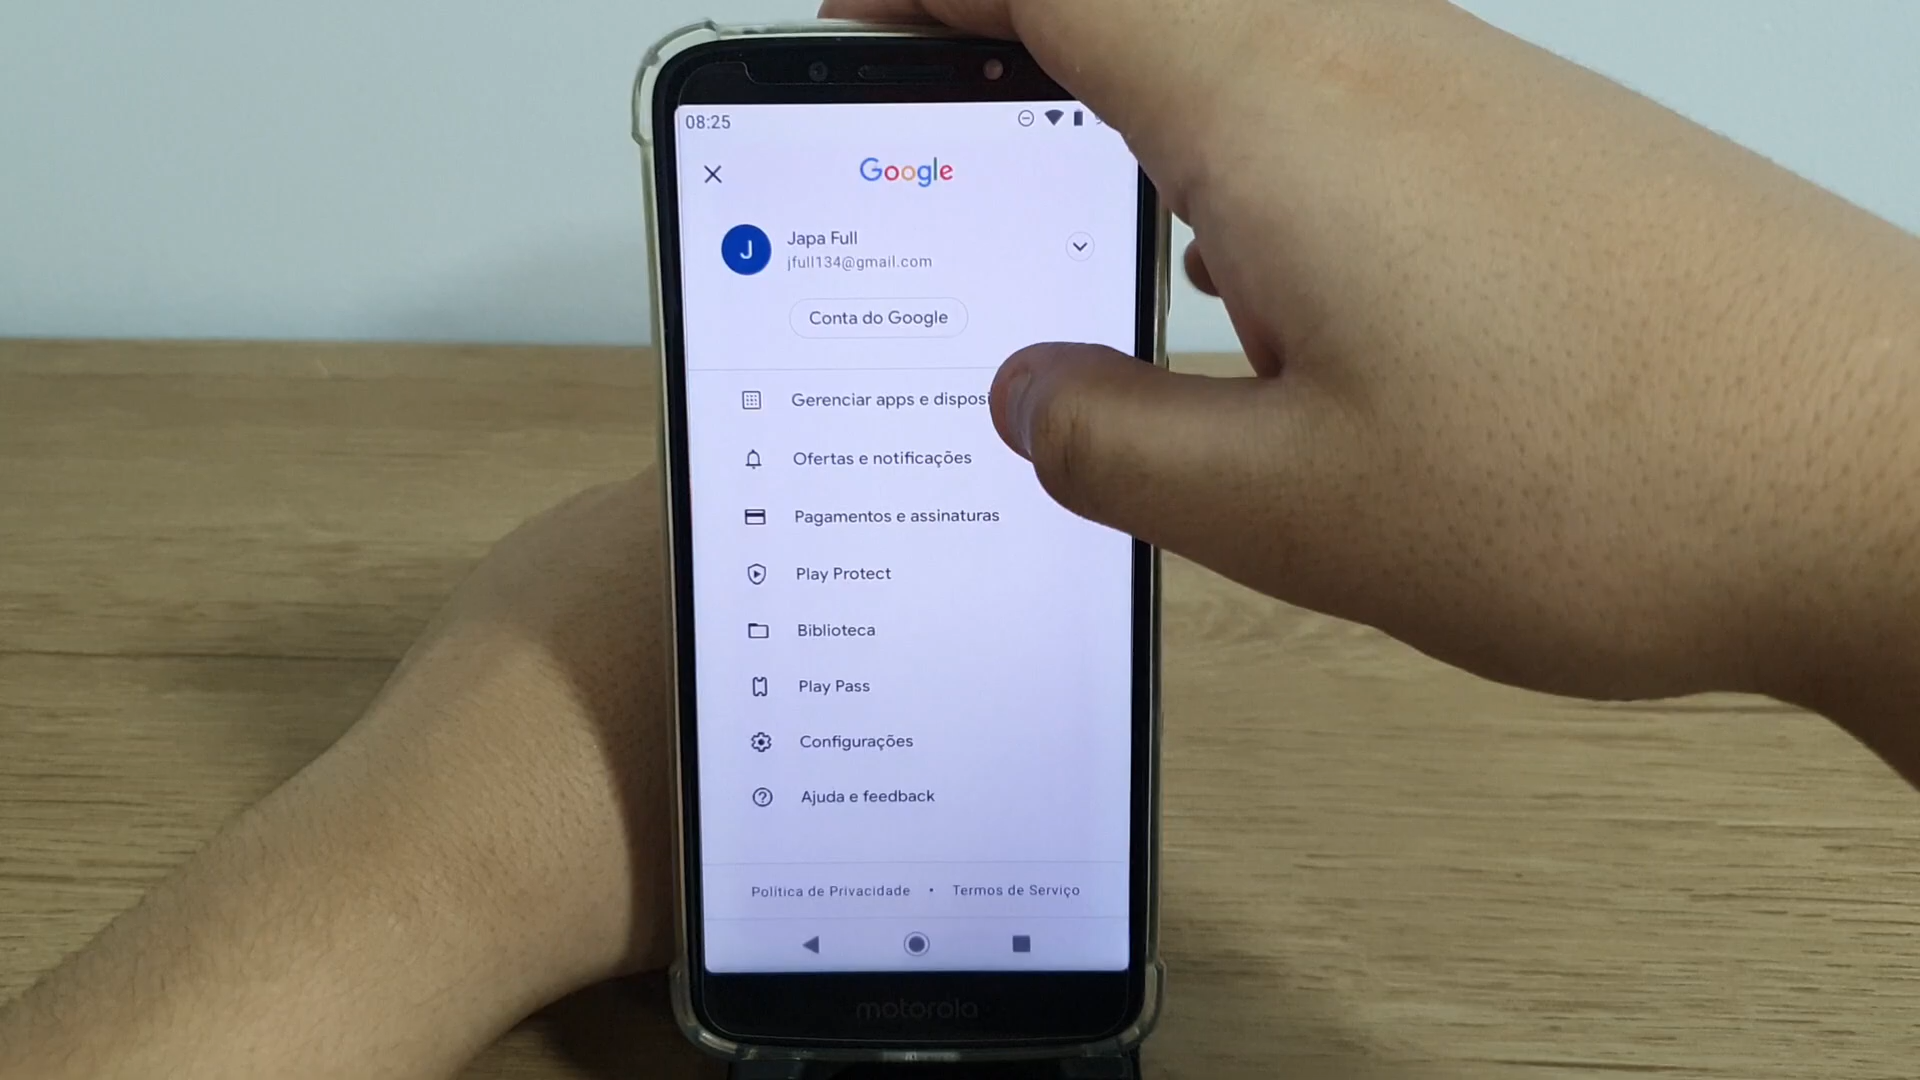 08:25
Google
J
Japa Full
jfull134@gmail.com
Conta do Google
Gerenciar apps e disposi
Ofertas e notificações
Pagamentos e assinaturas
Play Protect
Biblioteca
Play Pass
Configurações
Ajuda e feedback
Política de Privacidade • Termos de Serviço
motorola